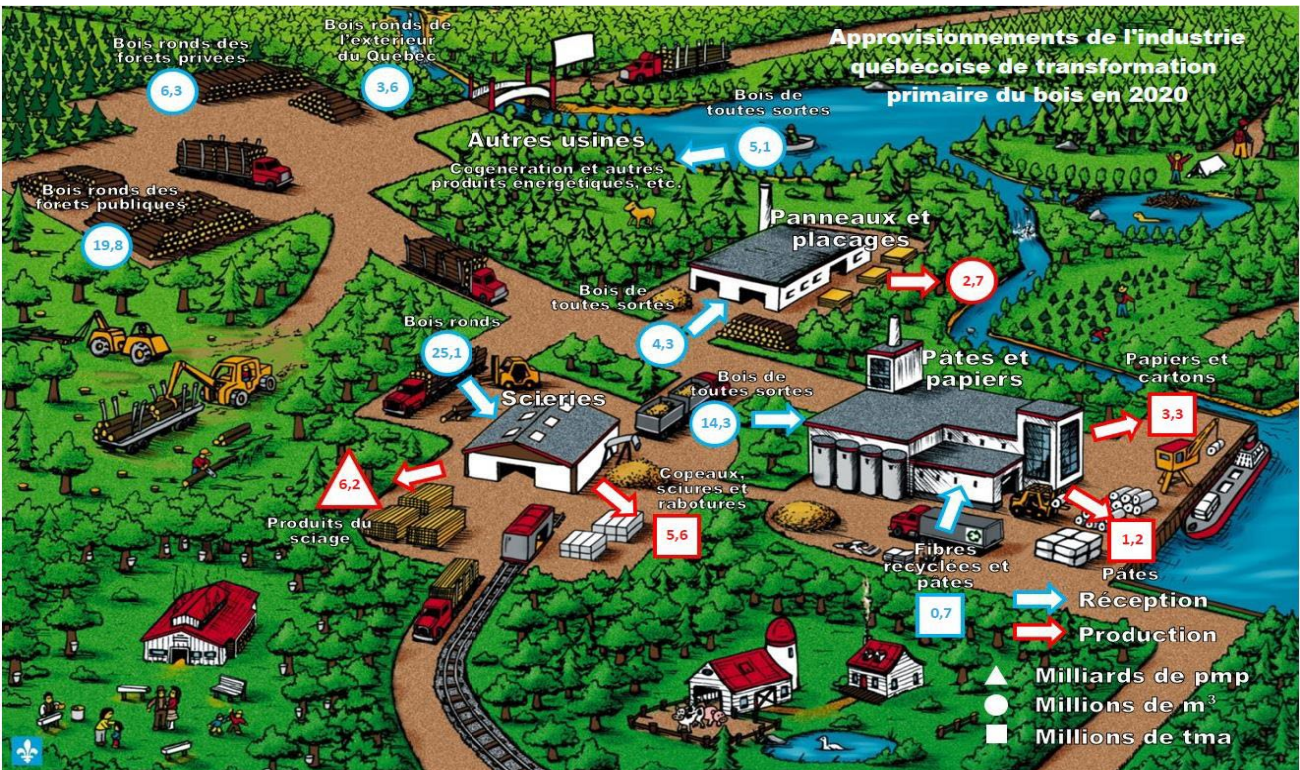 Approvisionnements de l'industrie
québécoise de transformation
primaire du bois en 2020
Bois ronds des
forets privees
6,3
Bois ronds de
l'extérieur
du Québec
3,6
Bois de
toutes sortes
5,1
Autres usines
Cogeneration et autres
produits énergétiques, etc.
Bois ronds des
forets publiques
19,8
Panneaux et
placages
2,7
Bois de
toutes sortes
4,3
Bois ronds
25,1
Scieries
Bois de
toutes sortes
14,3
Pâtes et
papiers
Papiers et
cartons
3,3
6,2
Produits du
sciage
Copeaux,
sciures et
rabotures
5,6
1,2
Pâtes
Fibres
recyclées et
pâtes
0,7
Réception
Production
Milliards de pmp
Millions de m³
Millions de tma